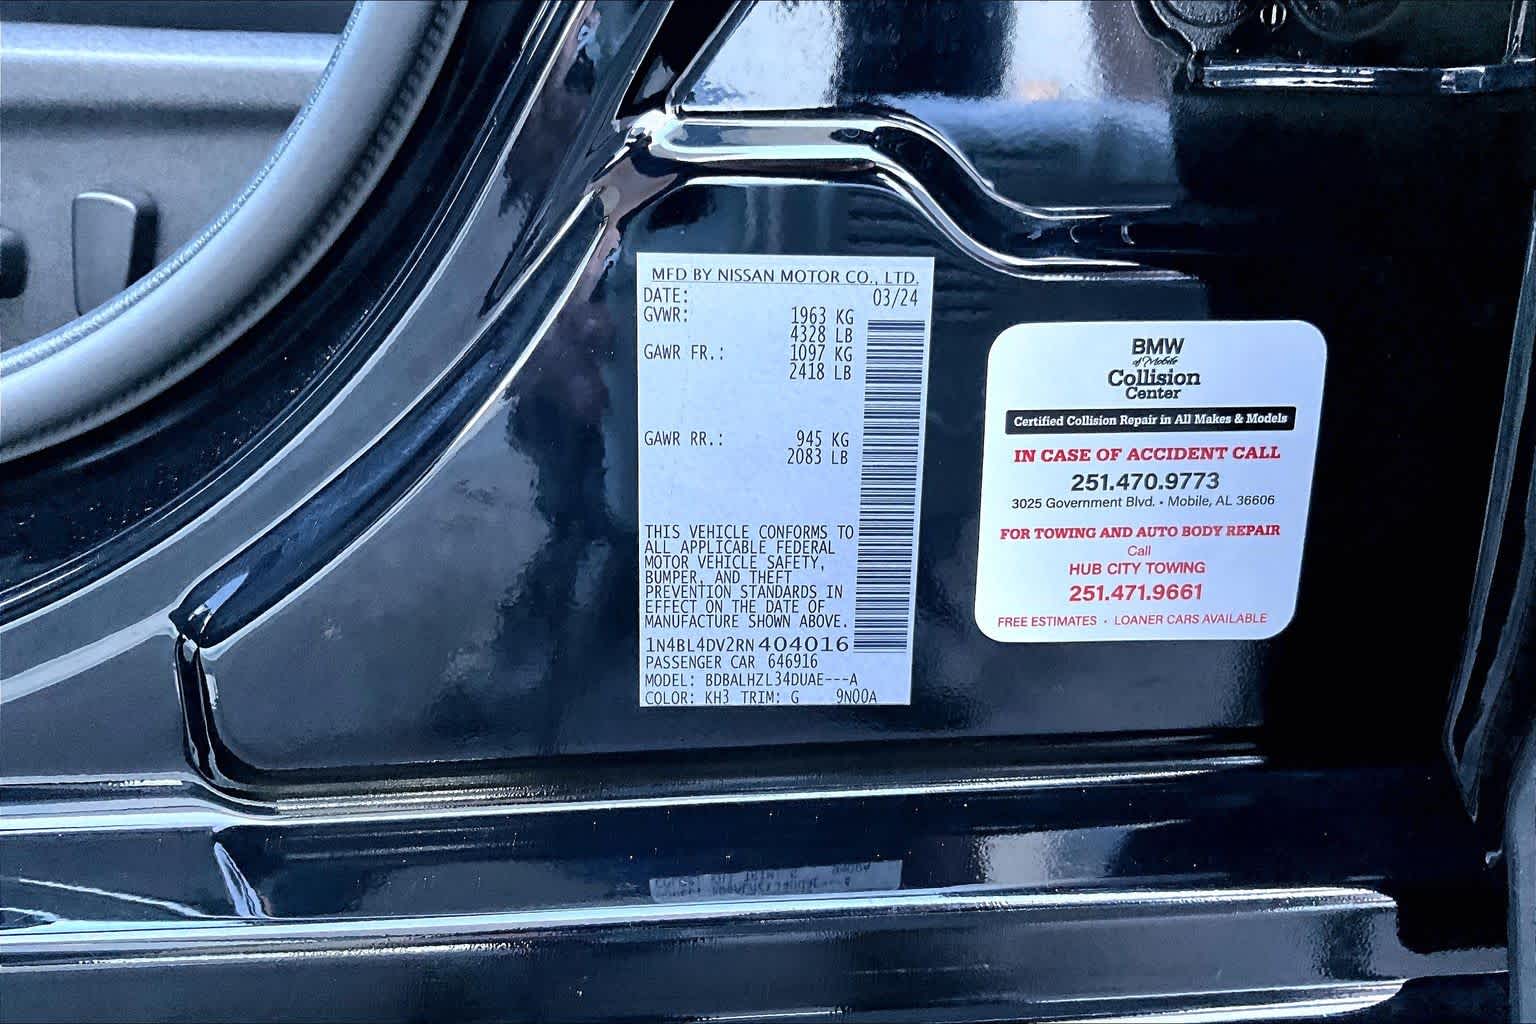 MFD BY NISSAN MOTOR CO., LTD.
DATE: 03/24
GVWR: 1963 KG
4328 LB
GAWR FR.: 1097 KG
2418 LB
GAWR RR.: 945 KG
2083 LB
THIS VEHICLE CONFORMS TO
ALL APPLICABLE FEDERAL
MOTOR VEHICLE SAFETY,
BUMPER, AND THEFT
PREVENTION STANDARDS IN
EFFECT ON THE DATE OF
MANUFACTURE SHOWN ABOVE.
1N4BL4DV2RN404016
PASSENGER CAR 646916
MODEL: BDBALHZL34DUAE---A
COLOR: KH3 TRIM: G 9N00A
BMW
of Mobile
Collision
Center
Certified Collision Repair in All Makes & Models
IN CASE OF ACCIDENT CALL
251.470.9773
3025 Government Blvd. • Mobile, AL 36606
FOR TOWING AND AUTO BODY REPAIR
Call
HUB CITY TOWING
251.471.9661
FREE ESTIMATES • LOANER CARS AVAILABLE